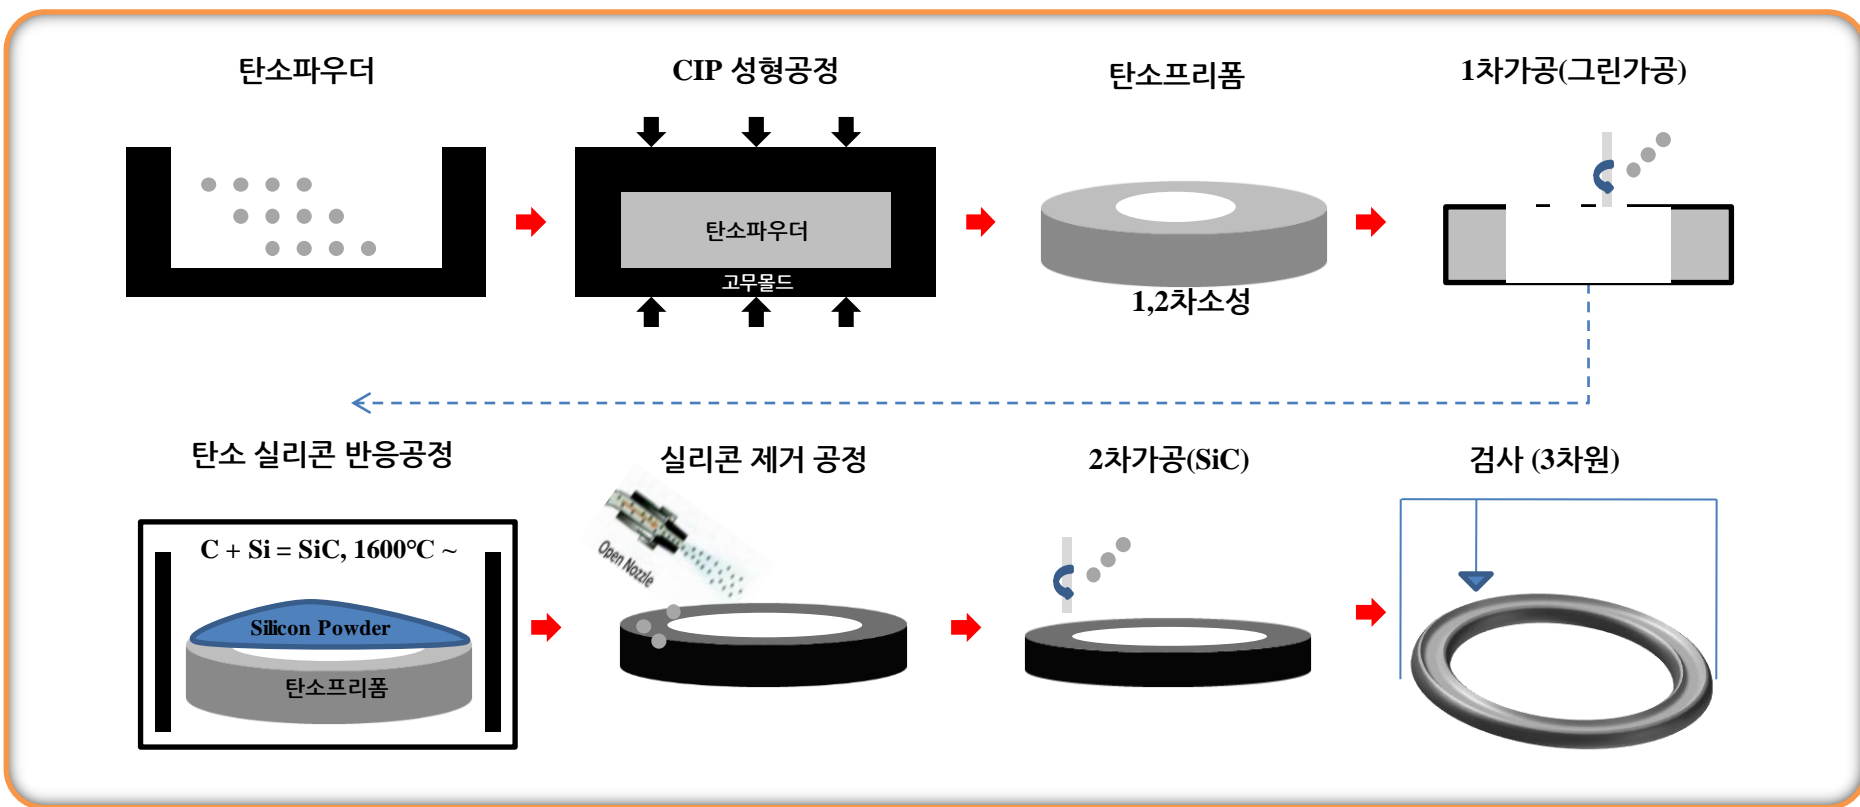 탄소파우더
CIP 성형공정
탄소프리폼
1차가공(그린가공)
탄소파우더
고무몰드
1,2차소성
탄소 실리콘 반응공정
실리콘 제거 공정
2차가공(SiC)
검사 (3차원)
C + Si = SiC, 1600°C ~
Open Nozzle
Silicon Powder
탄소프리폼